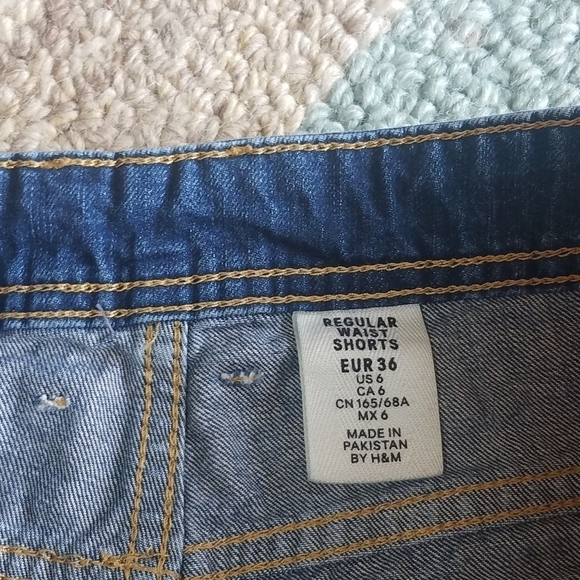 REGULAR
WAIST
SHORTS
EUR 36
US 6
CA 6
CN 165/68A
MX 6
MADE IN
PAKISTAN
BY H&M